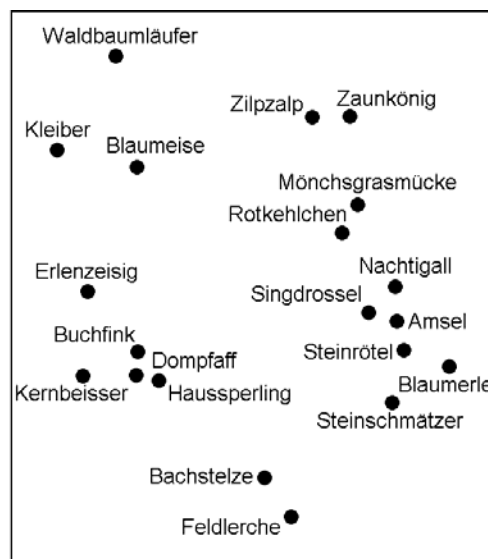 Waldbaumläufer
Zilpzalp
Zaunkönig
Kleiber
Blaumeise
Mönchsgrasmücke
Rotkehlchen
Erlenzeisig
Nachtigall
Singdrossel
Amsel
Buchfink
Dompfaff
Steinrötel
Kernbeisser
Haussperling
Blaumerle
Steinschmätzer
Bachstelze
Feldlerche